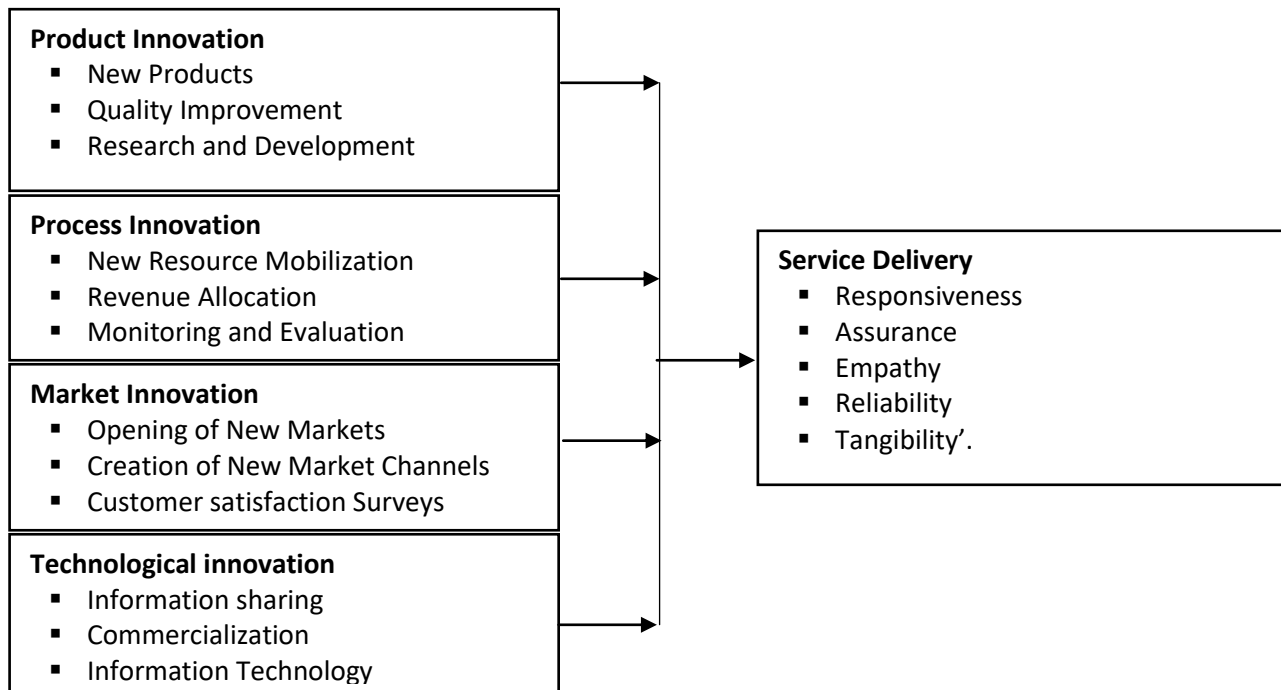 Product Innovation
▪ New Products
▪ Quality Improvement
▪ Research and Development
Process Innovation
▪ New Resource Mobilization
▪ Revenue Allocation
▪ Monitoring and Evaluation
Market Innovation
▪ Opening of New Markets
▪ Creation of New Market Channels
▪ Customer satisfaction Surveys
Technological innovation
▪ Information sharing
▪ Commercialization
▪ Information Technology
Service Delivery
▪ Responsiveness
▪ Assurance
▪ Empathy
▪ Reliability
▪ Tangibility’.